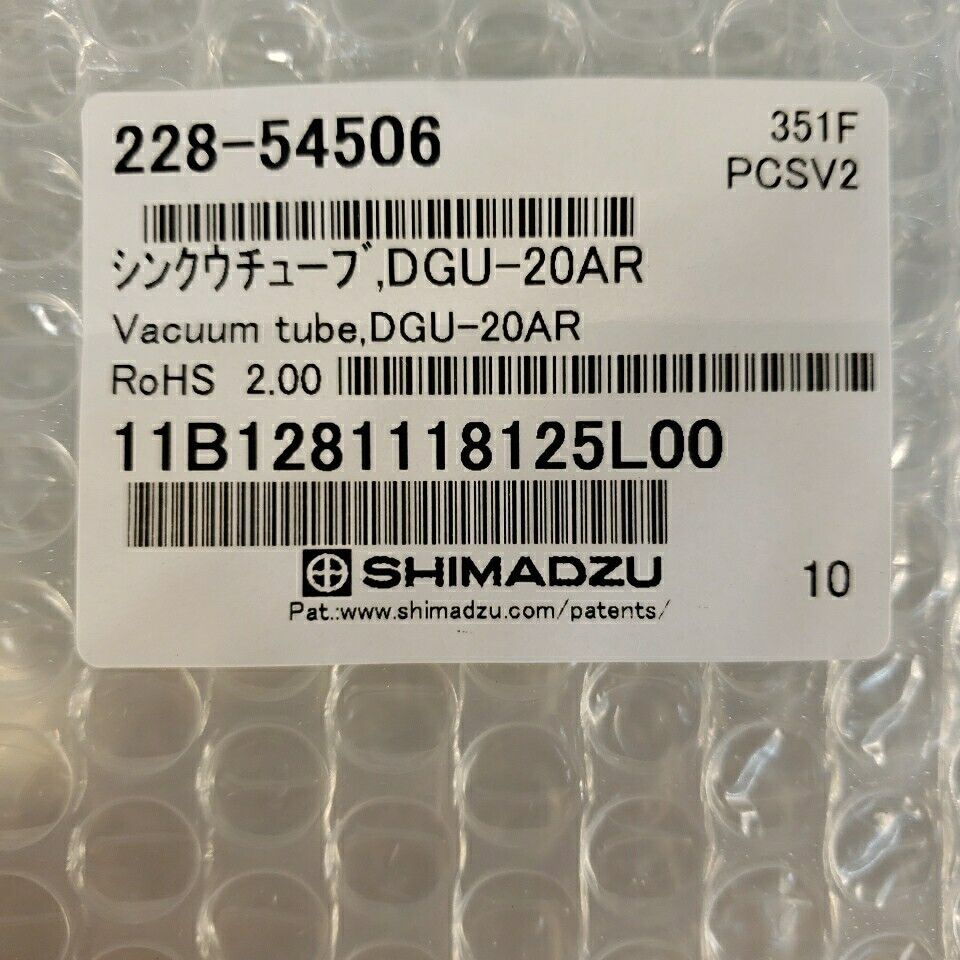 228-54506
351F
PCSV2
シンクウチューブ,DGU-20AR
Vacuum tube,DGU-20AR
RoHS 2.00
11B1281118125L00
SHIMADZU
10
Pat.:www.shimadzu.com/patents/